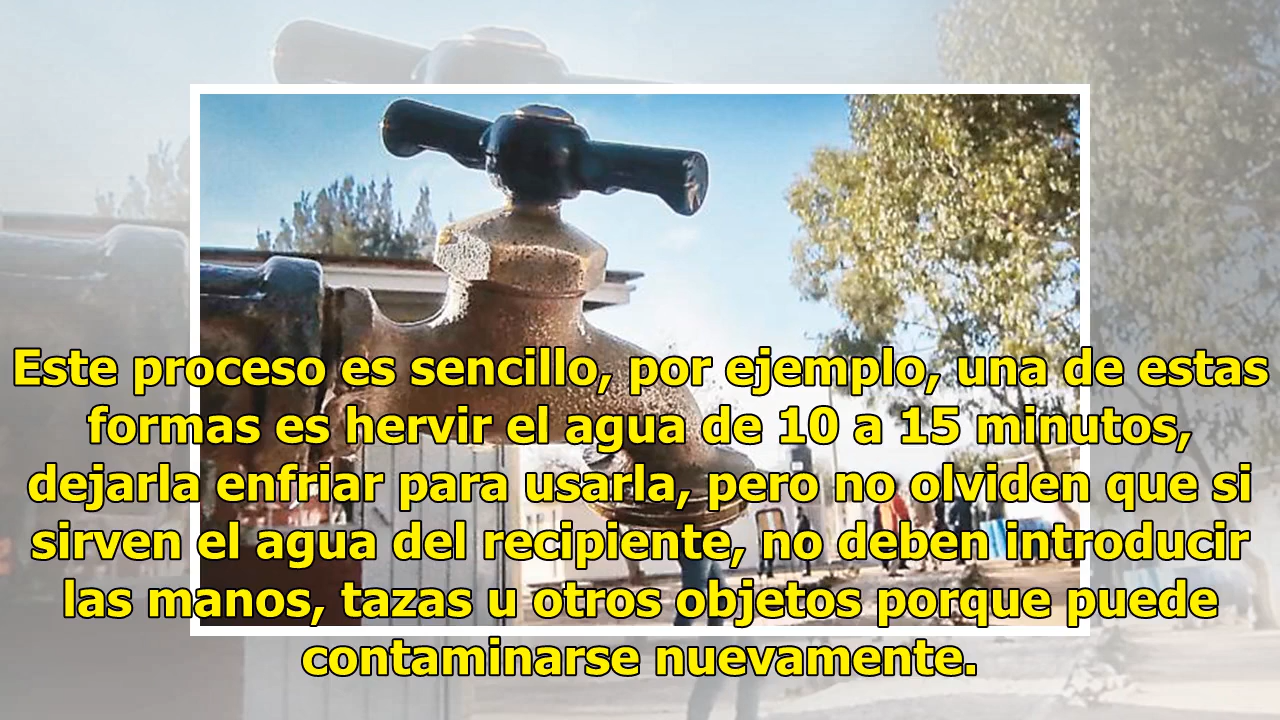 Este proceso es sencillo, por ejemplo, una de estas
formas es hervir el agua de 10 a 15 minutos,
dejarla enfriar para usarla, pero no olviden que si
sirven el agua del recipiente, no deben introducir
las manos, tazas u otros objetos porque puede
contaminarse nuevamente.